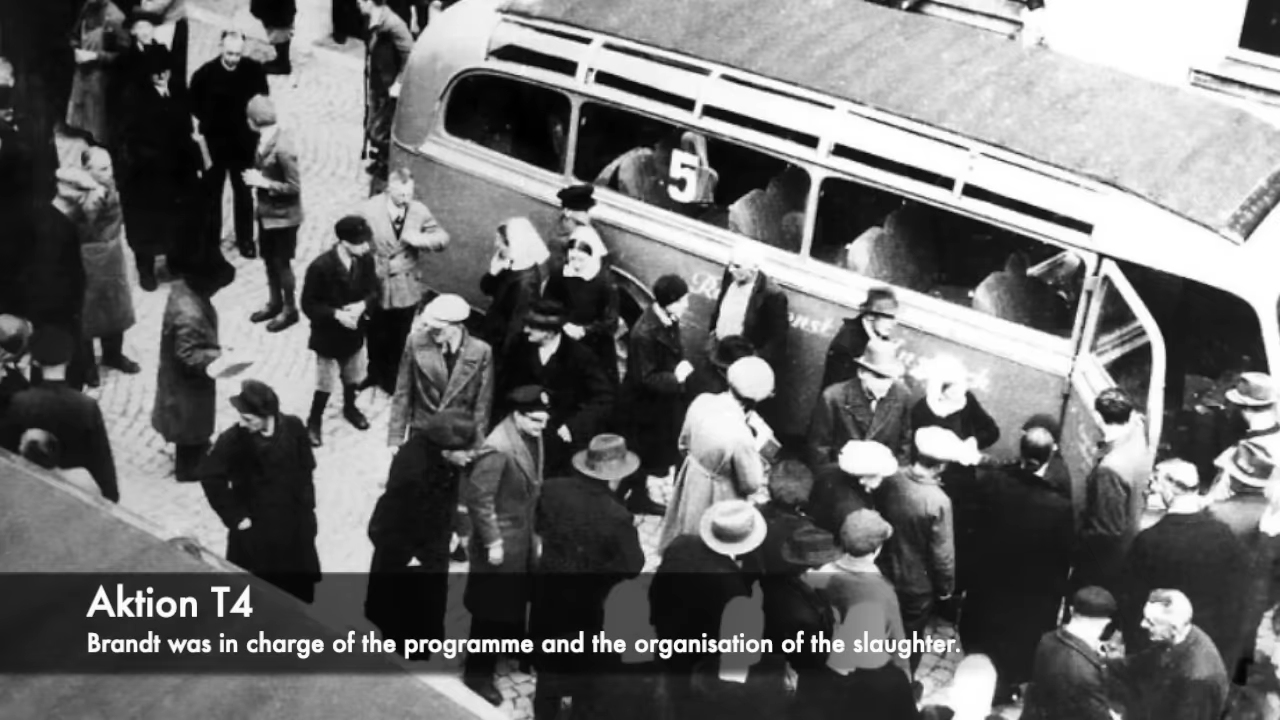 5
Aktion T4
Brandt was in charge of the programme and the organisation of the slaughter.